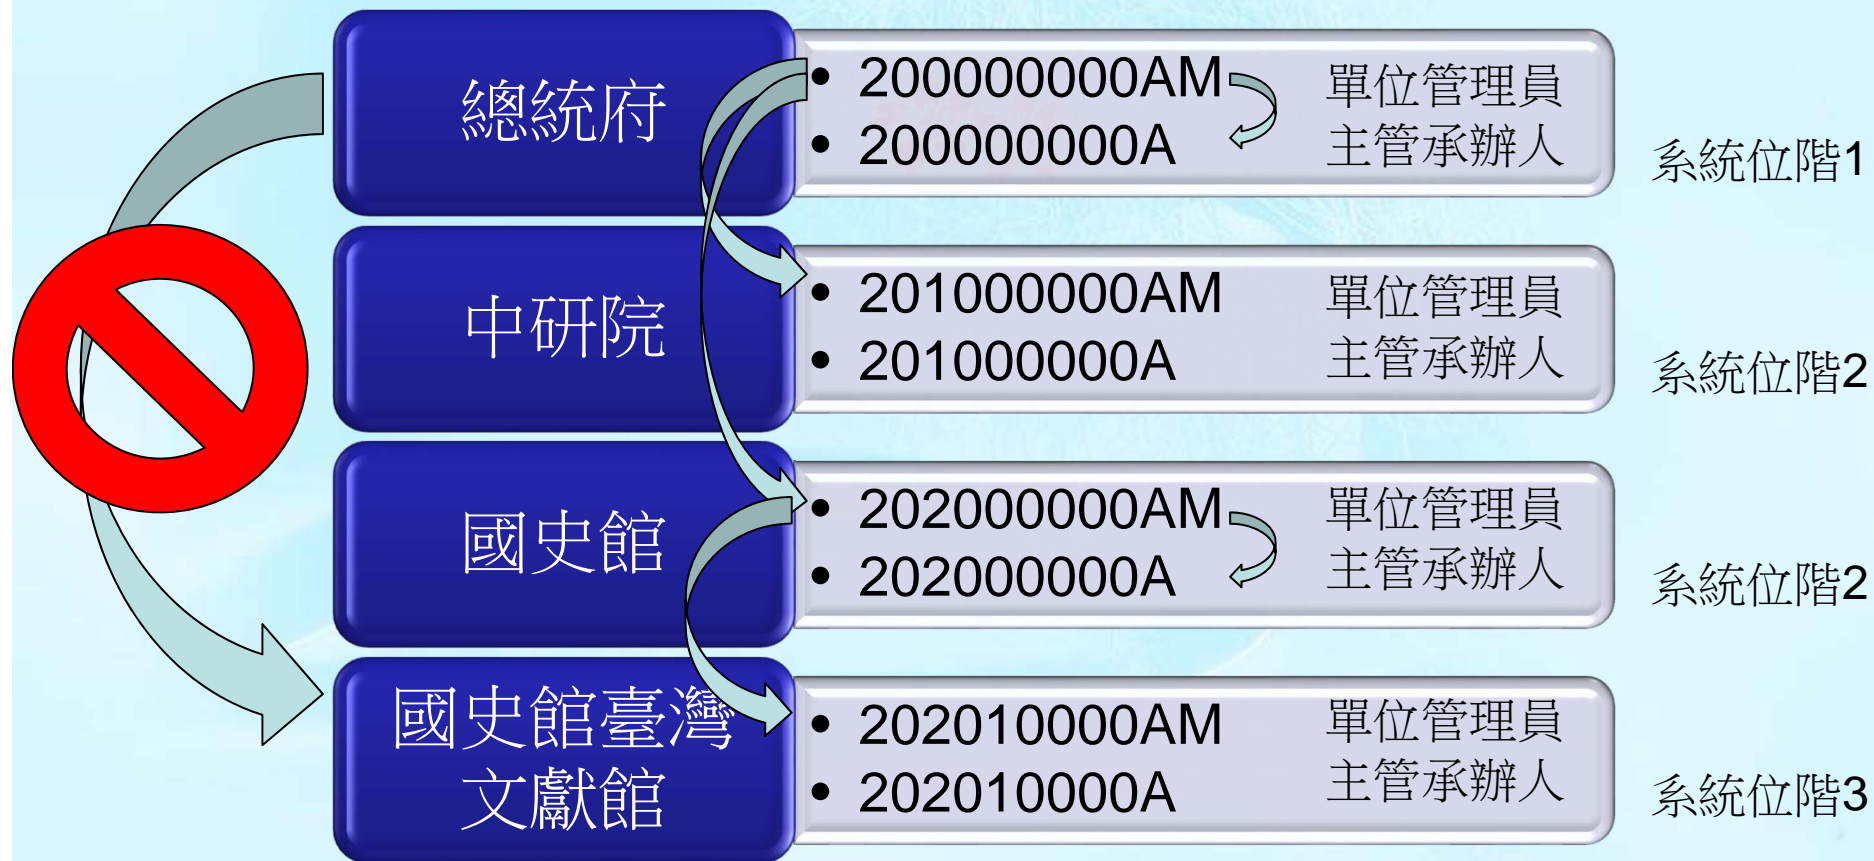 總統府
• 200000000AM 單位管理員
• 200000000A 主管承辦人
系統位階1
中研院
• 201000000AM 單位管理員
• 201000000A 主管承辦人
系統位階2
國史館
• 202000000AM 單位管理員
• 202000000A 主管承辦人
系統位階2
國史館臺灣
文獻館
• 202010000AM 單位管理員
• 202010000A 主管承辦人
系統位階3